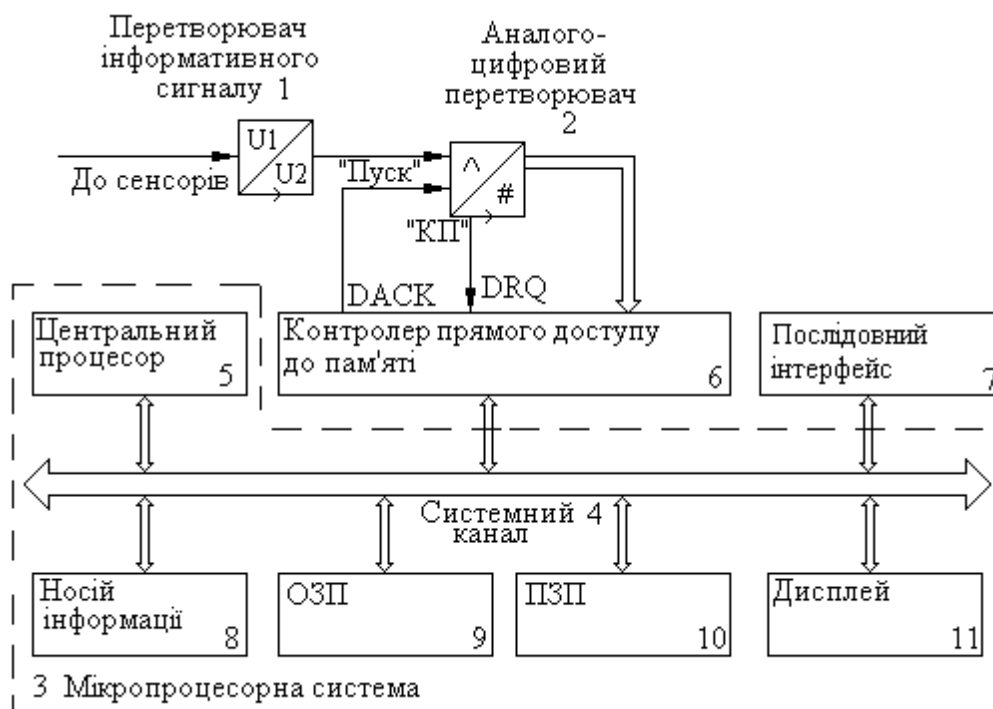 Перетворювач
інформативного
сигналу 1
Аналого-
цифровий
перетворювач
2
U1
U2
До сенсорів
"Пуск"
^
#
"КП"
DACK
DRQ
Центральний
процесор
5
Контролер прямого доступу
до пам'яті
6
Послідовний
інтерфейс
7
Системний 4
канал
Носій
інформації
8
ОЗП
9
ПЗП
10
Дисплей
11
3 Мікропроцесорна система